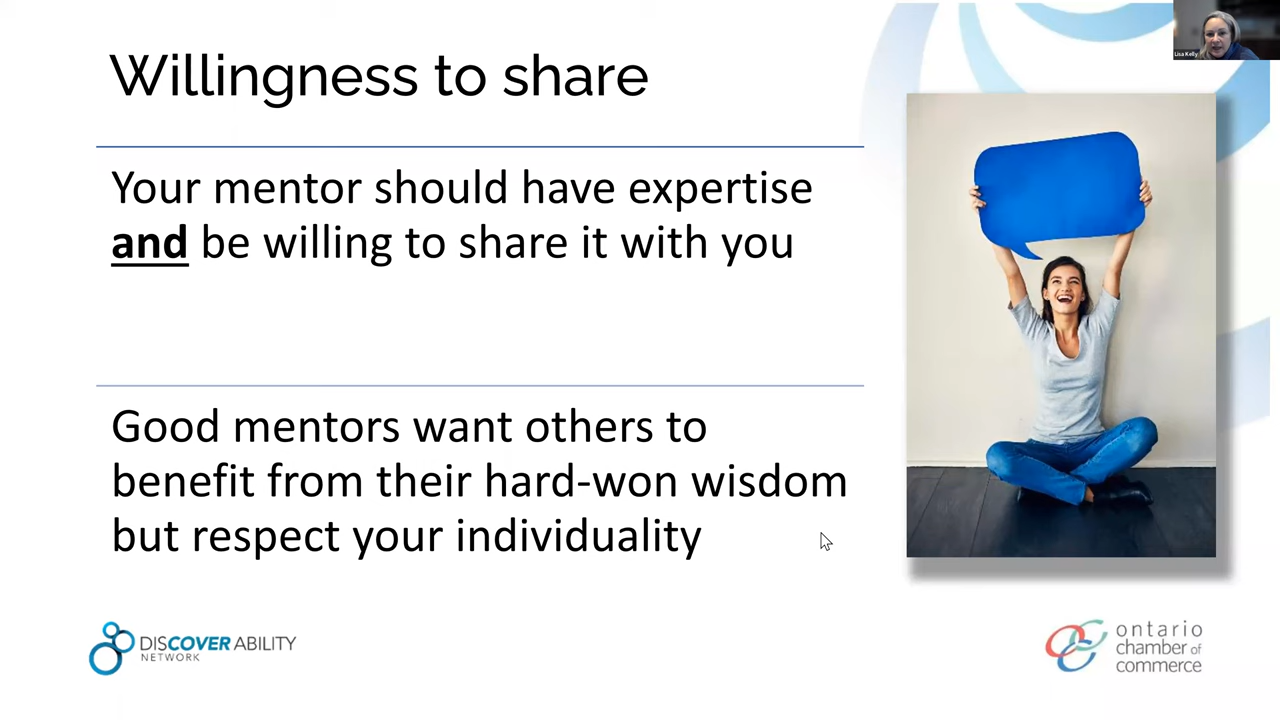 Lisa Kelly
Willingness to share
Your mentor should have expertise
and be willing to share it with you
Good mentors want others to
benefit from their hard-won wisdom
but respect your individuality
DISCOVER ABILITY
NETWORK
ontario
chamber of
commerce